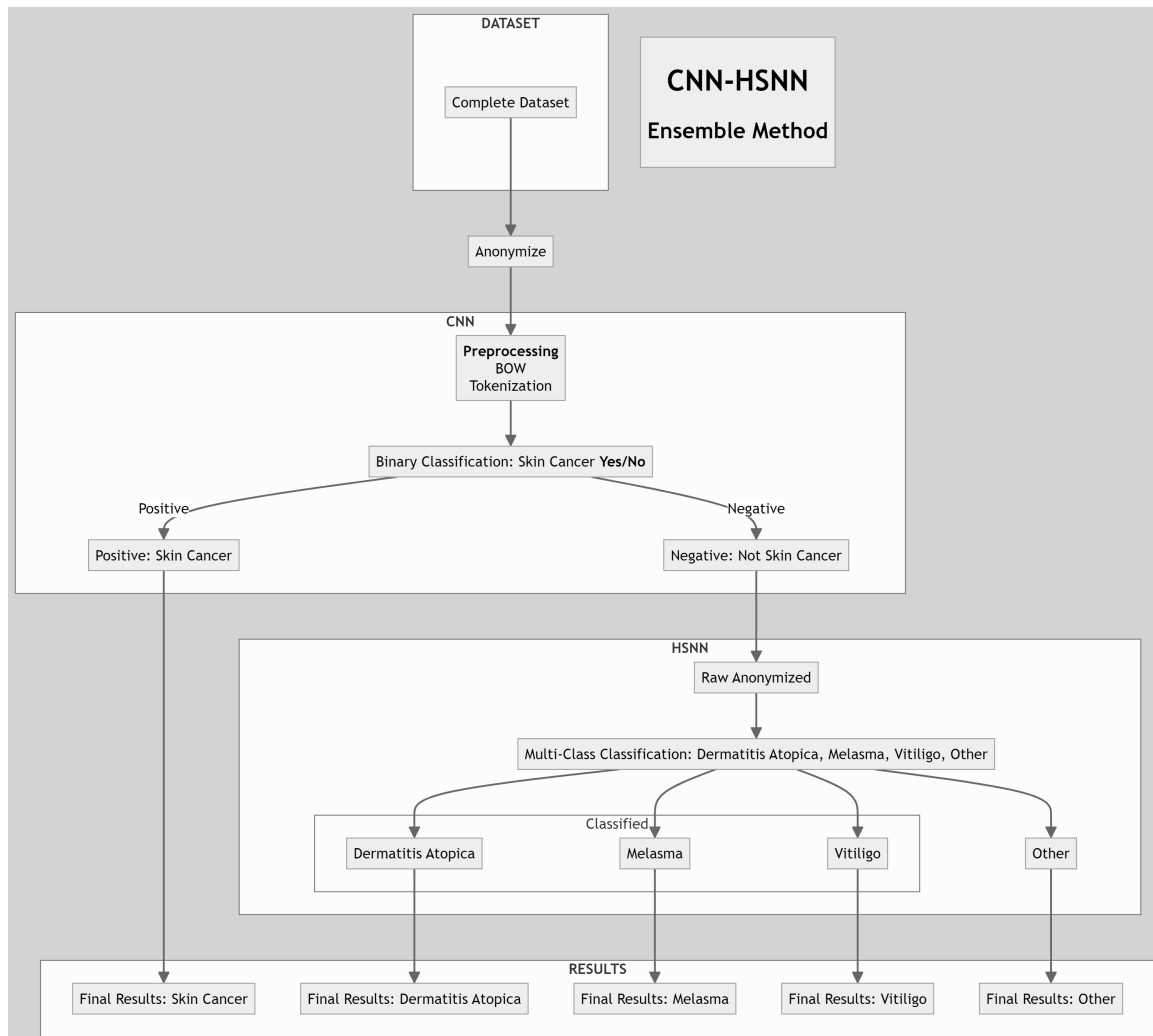 DATASET
CNN-HSNN
Ensemble Method
Complete Dataset
Anonymize
CNN
Preprocessing
BOW
Tokenization
Binary Classification: Skin Cancer Yes/No
Positive
Negative
Positive: Skin Cancer
Negative: Not Skin Cancer
HSNN
Raw Anonymized
Multi-Class Classification: Dermatitis Atopica, Melasma, Vitiligo, Other
Classified
Dermatitis Atopica
Melasma
Vitiligo
Other
RESULTS
Final Results: Skin Cancer
Final Results: Dermatitis Atopica
Final Results: Melasma
Final Results: Vitiligo
Final Results: Other